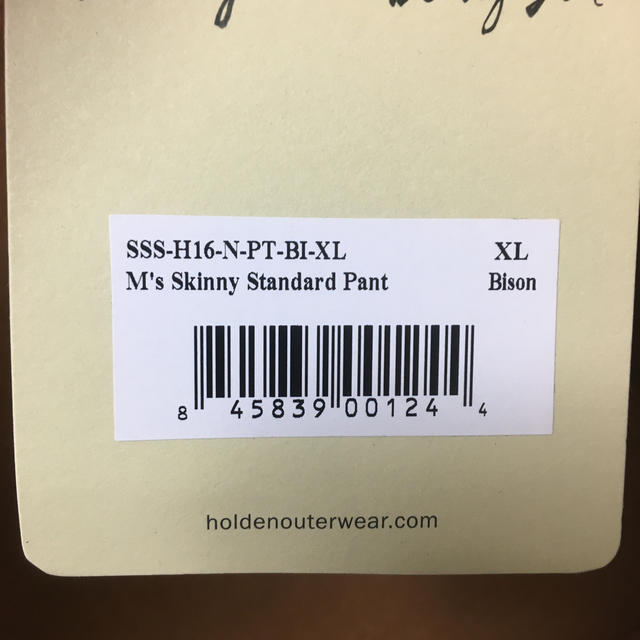 SSS-H16-N-PT-BI-XL XL
M's Skinny Standard Pant Bison
8 45839 00124 4
holdenouterwear.com